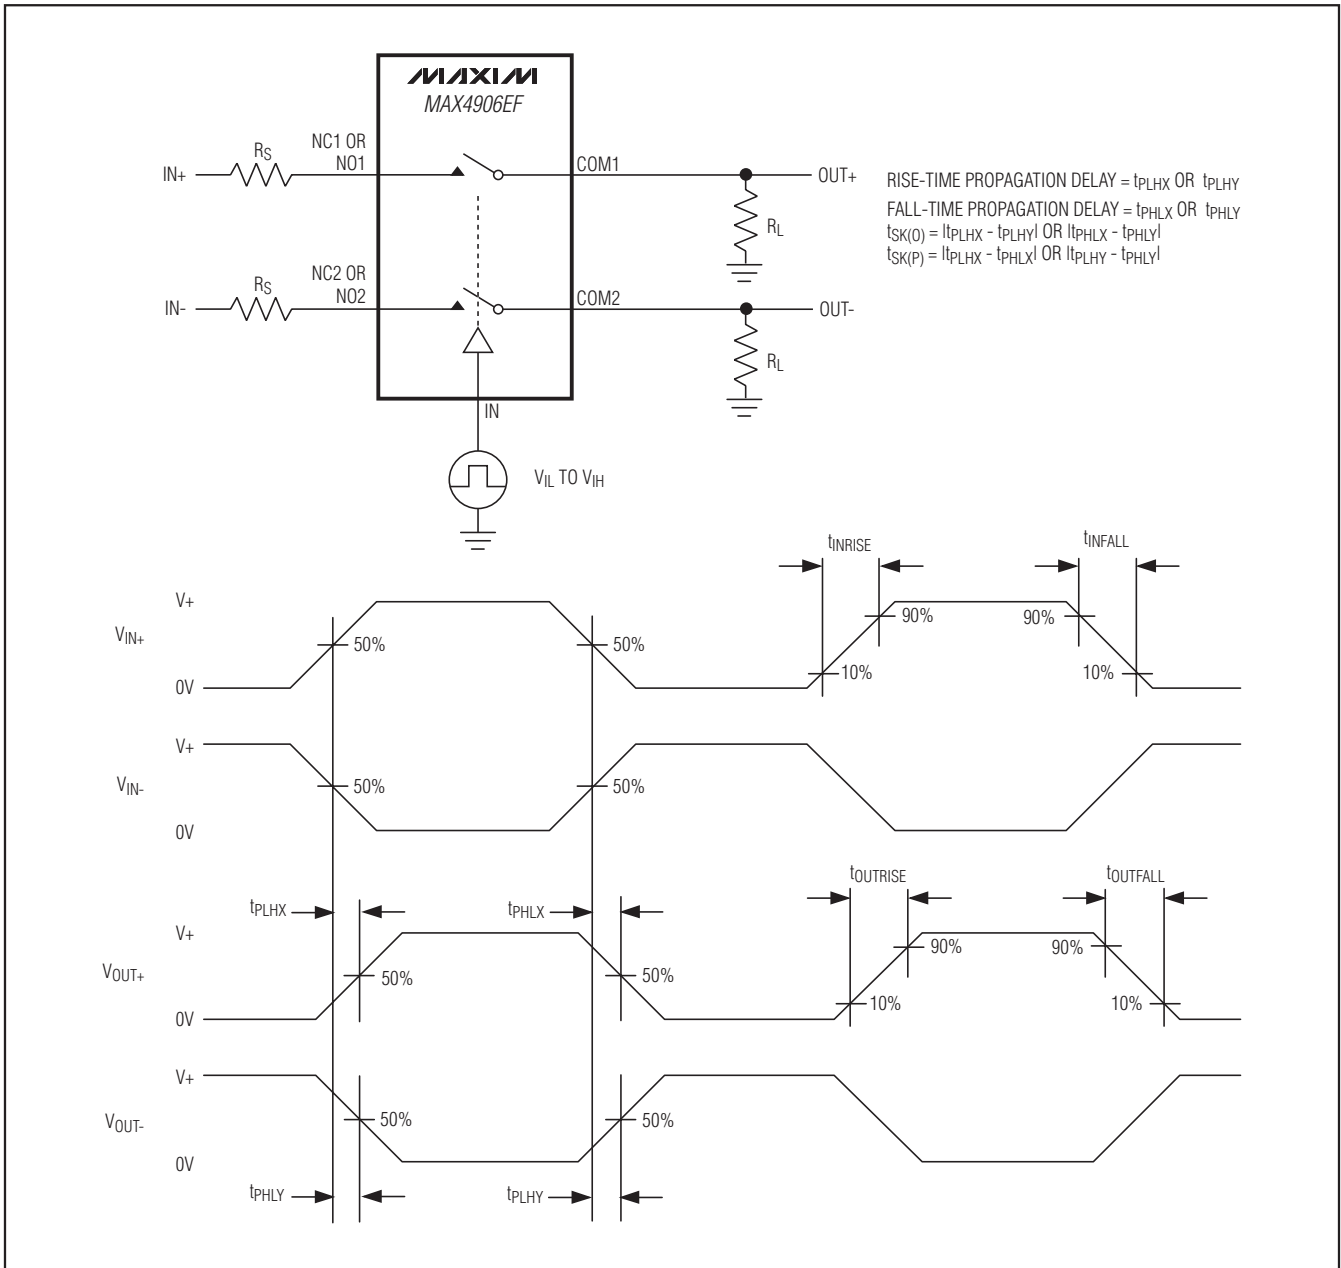 MAXIM
MAX4906EF
NC1 OR
NO1
RS
IN+
COM1
OUT+
RL
RISE-TIME PROPAGATION DELAY = tPLHX OR tPLHY
FALL-TIME PROPAGATION DELAY = tPHLX OR tPHLY
tSK(O) = |tPLHX - tPLHY| OR |tPHLX - tPHLY|
tSK(P) = |tPLHX - tPHLX| OR |tPLHY - tPHLY|
NC2 OR
NO2
RS
IN-
COM2
OUT-
RL
IN
VIL TO VIH
tINRISE
tINFALL
V+
VIN+
50%
50%
90%
90%
10%
10%
0V
V+
VIN-
50%
50%
0V
tOUTRISE
tOUTFALL
tPLHX
tPHLX
V+
VOUT+
50%
50%
90%
90%
10%
10%
0V
V+
VOUT-
50%
50%
0V
tPHLY
tPLHY